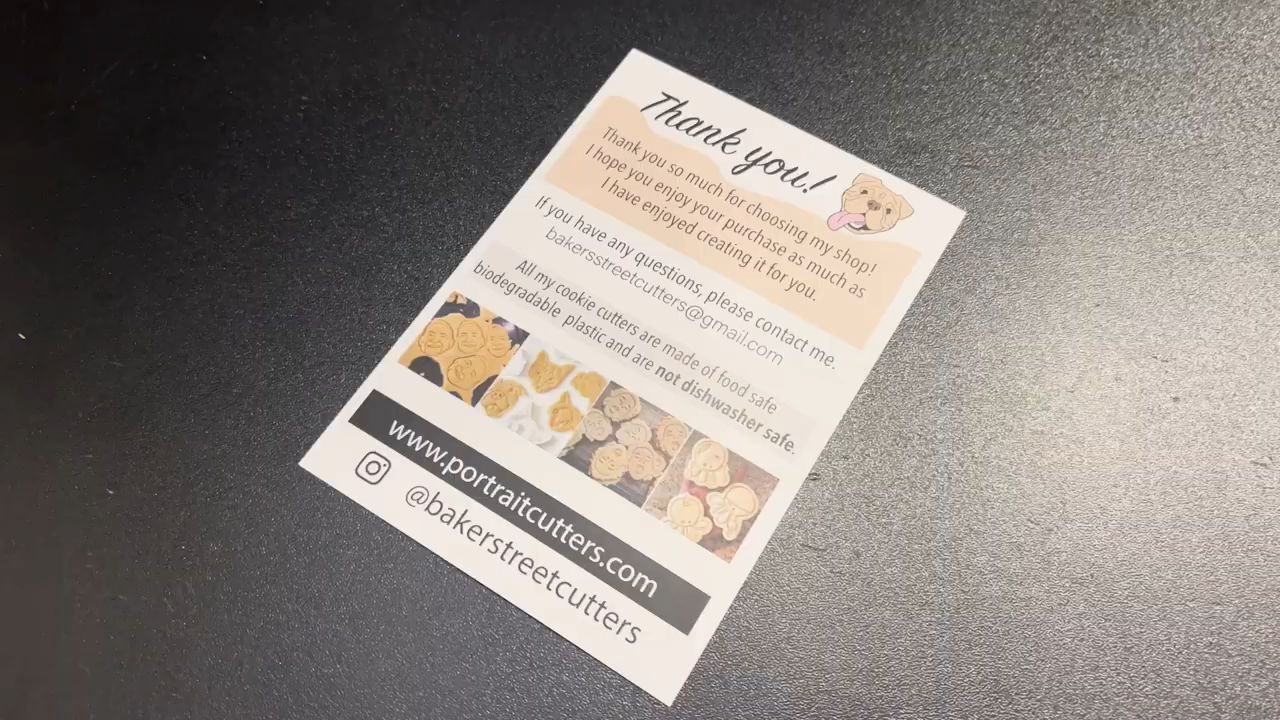 Thank you!
Thank you so much for choosing my shop!
I hope you enjoy your purchase as much as
I have enjoyed creating it for you.
If you have any questions, please contact me.
bakersstreetcutters@gmail.com
All my cookie cutters are made of food safe
biodegradable plastic and are not dishwasher safe.
www.portraitcutters.com
@bakerstreetcutters